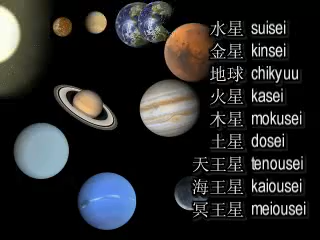 水星 suisei
金星 kinsei
地球 chikyuu
火星 kasei
木星 mokusei
土星 dosei
天王星 tenousei
海王星 kaiousei
冥王星 meiousei